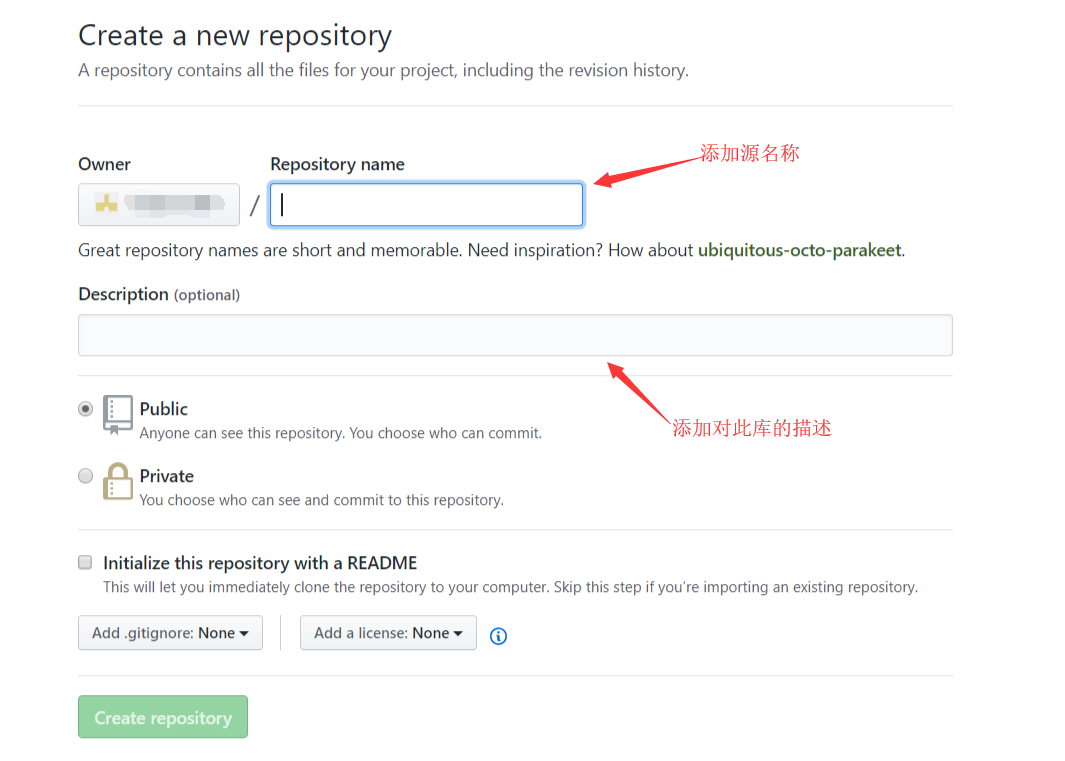 Create a new repository
A repository contains all the files for your project, including the revision history.
添加源名称
Owner
Repository name
/
Great repository names are short and memorable. Need inspiration? How about ubiquitous-octo-parakeet.
Description (optional)
Public
Anyone can see this repository. You choose who can commit.
添加对此库的描述
Private
You choose who can see and commit to this repository.
Initialize this repository with a README
This will let you immediately clone the repository to your computer. Skip this step if you’re importing an existing repository.
Add .gitignore: None
Add a license: None
Create repository